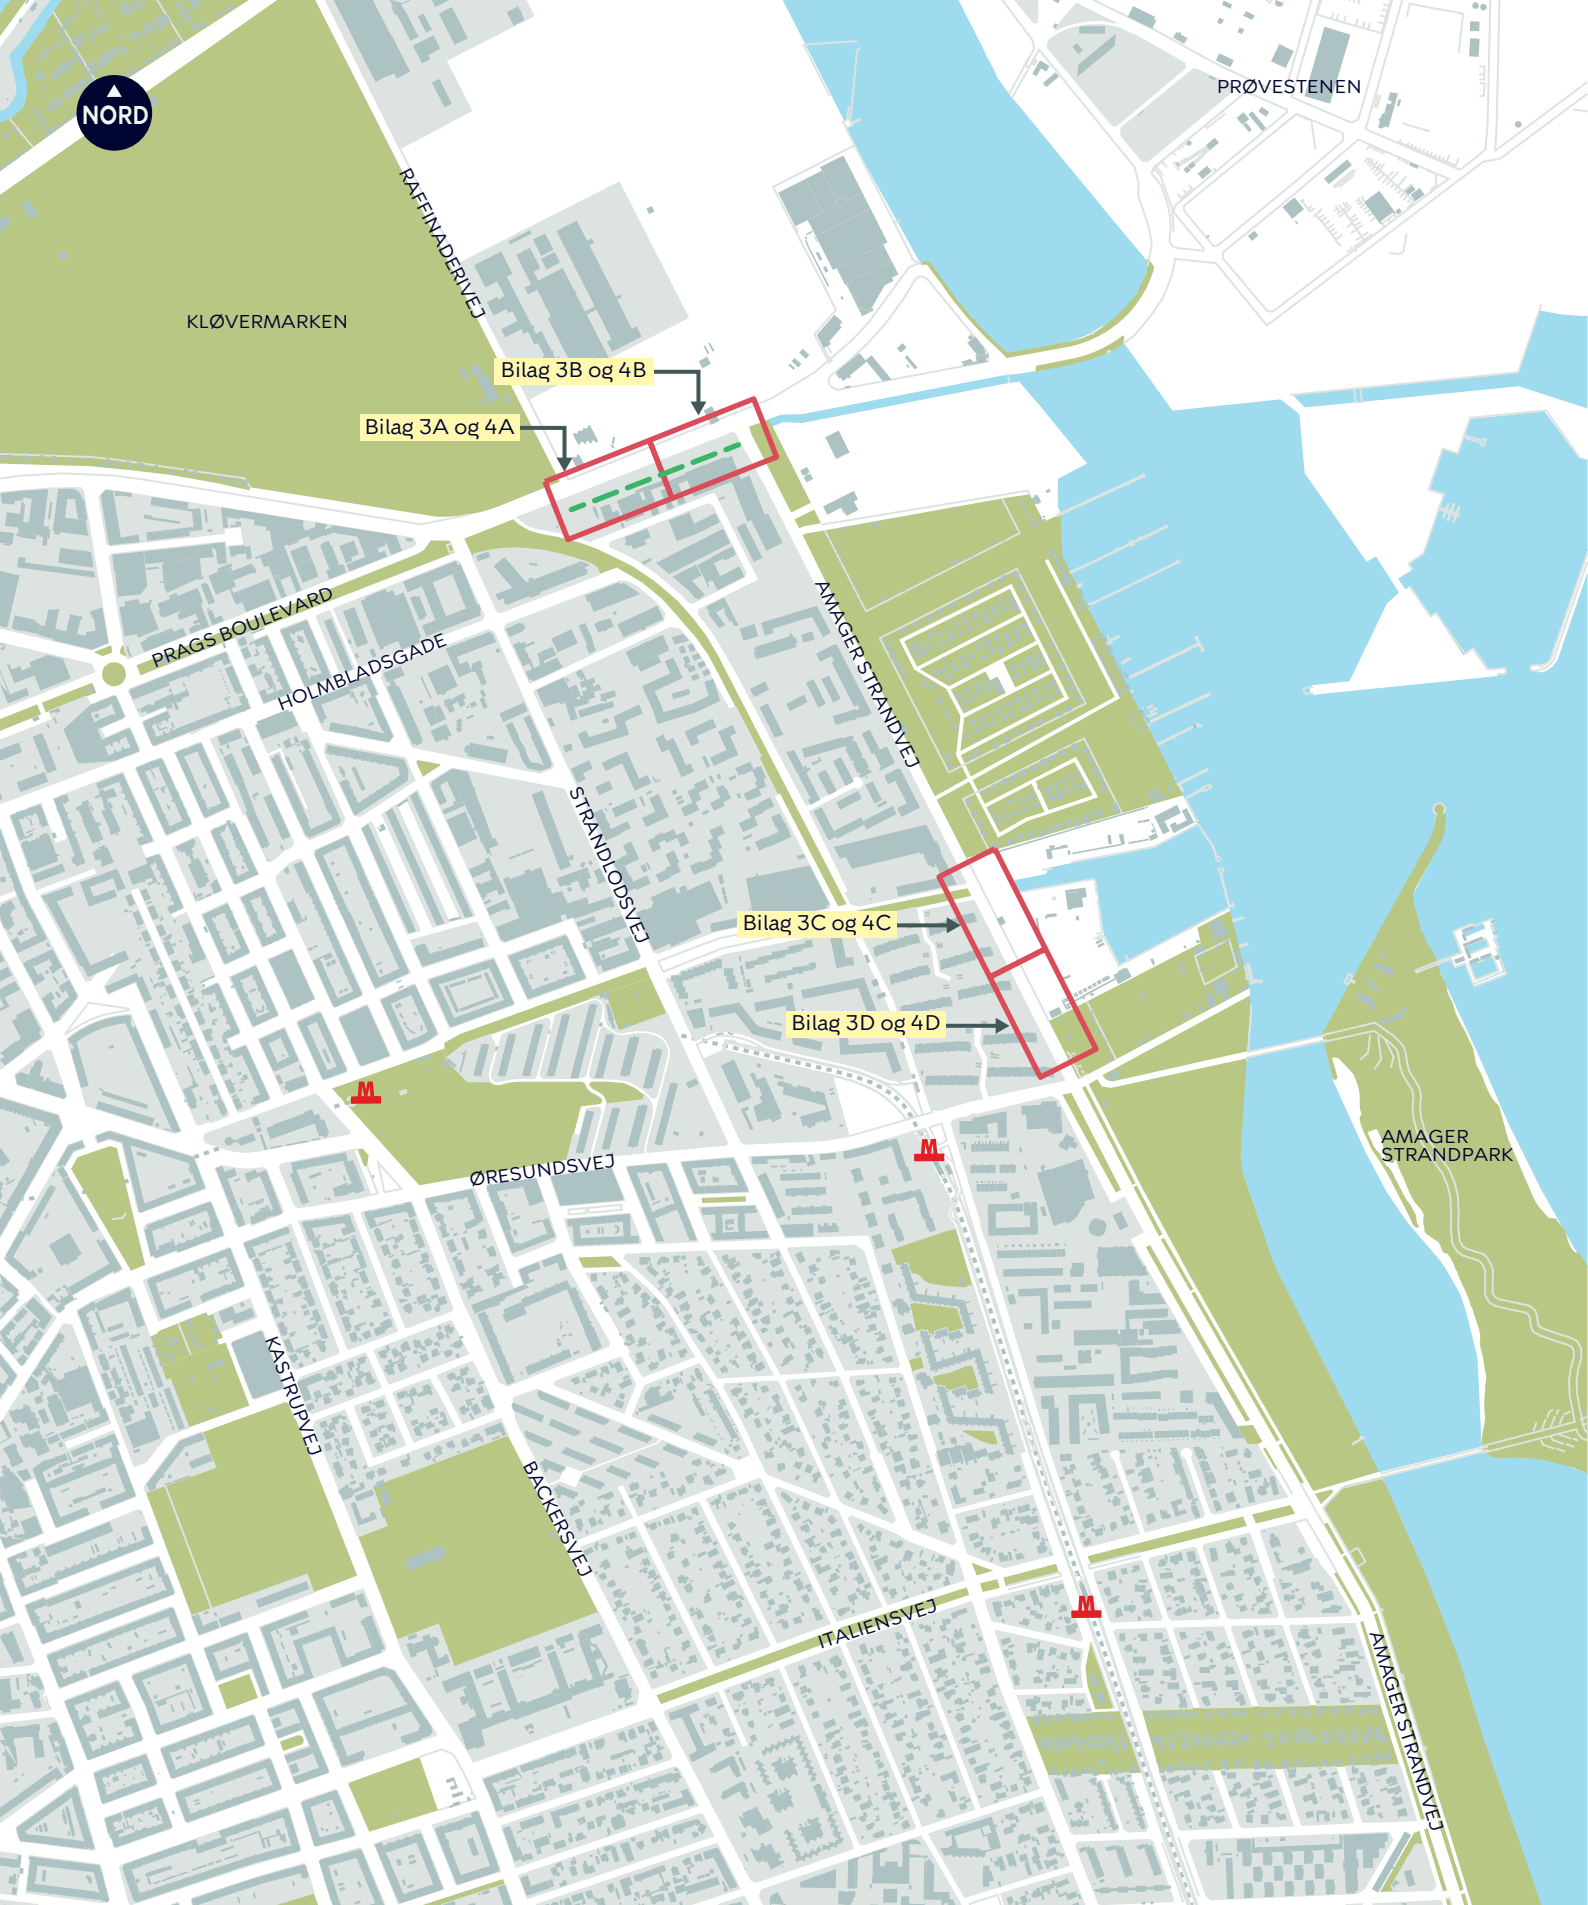 PRØVESTENEN
NORD
RAFFINADERIVEJ
KLØVERMARKEN
Bilag 3B og 4B
Bilag 3A og 4A
PRAGS BOULEVARD
HOLMBLADSGADE
AMAGER STRANDVEJ
STRANDLODSVEJ
Bilag 3C og 4C
Bilag 3D og 4D
M
M
AMAGER
STRANDPARK
ØRESUNDSVEJ
KASTRUPVEJ
BACKERSVEJ
ITALIENSVEJ
M
AMAGER STRANDVEJ